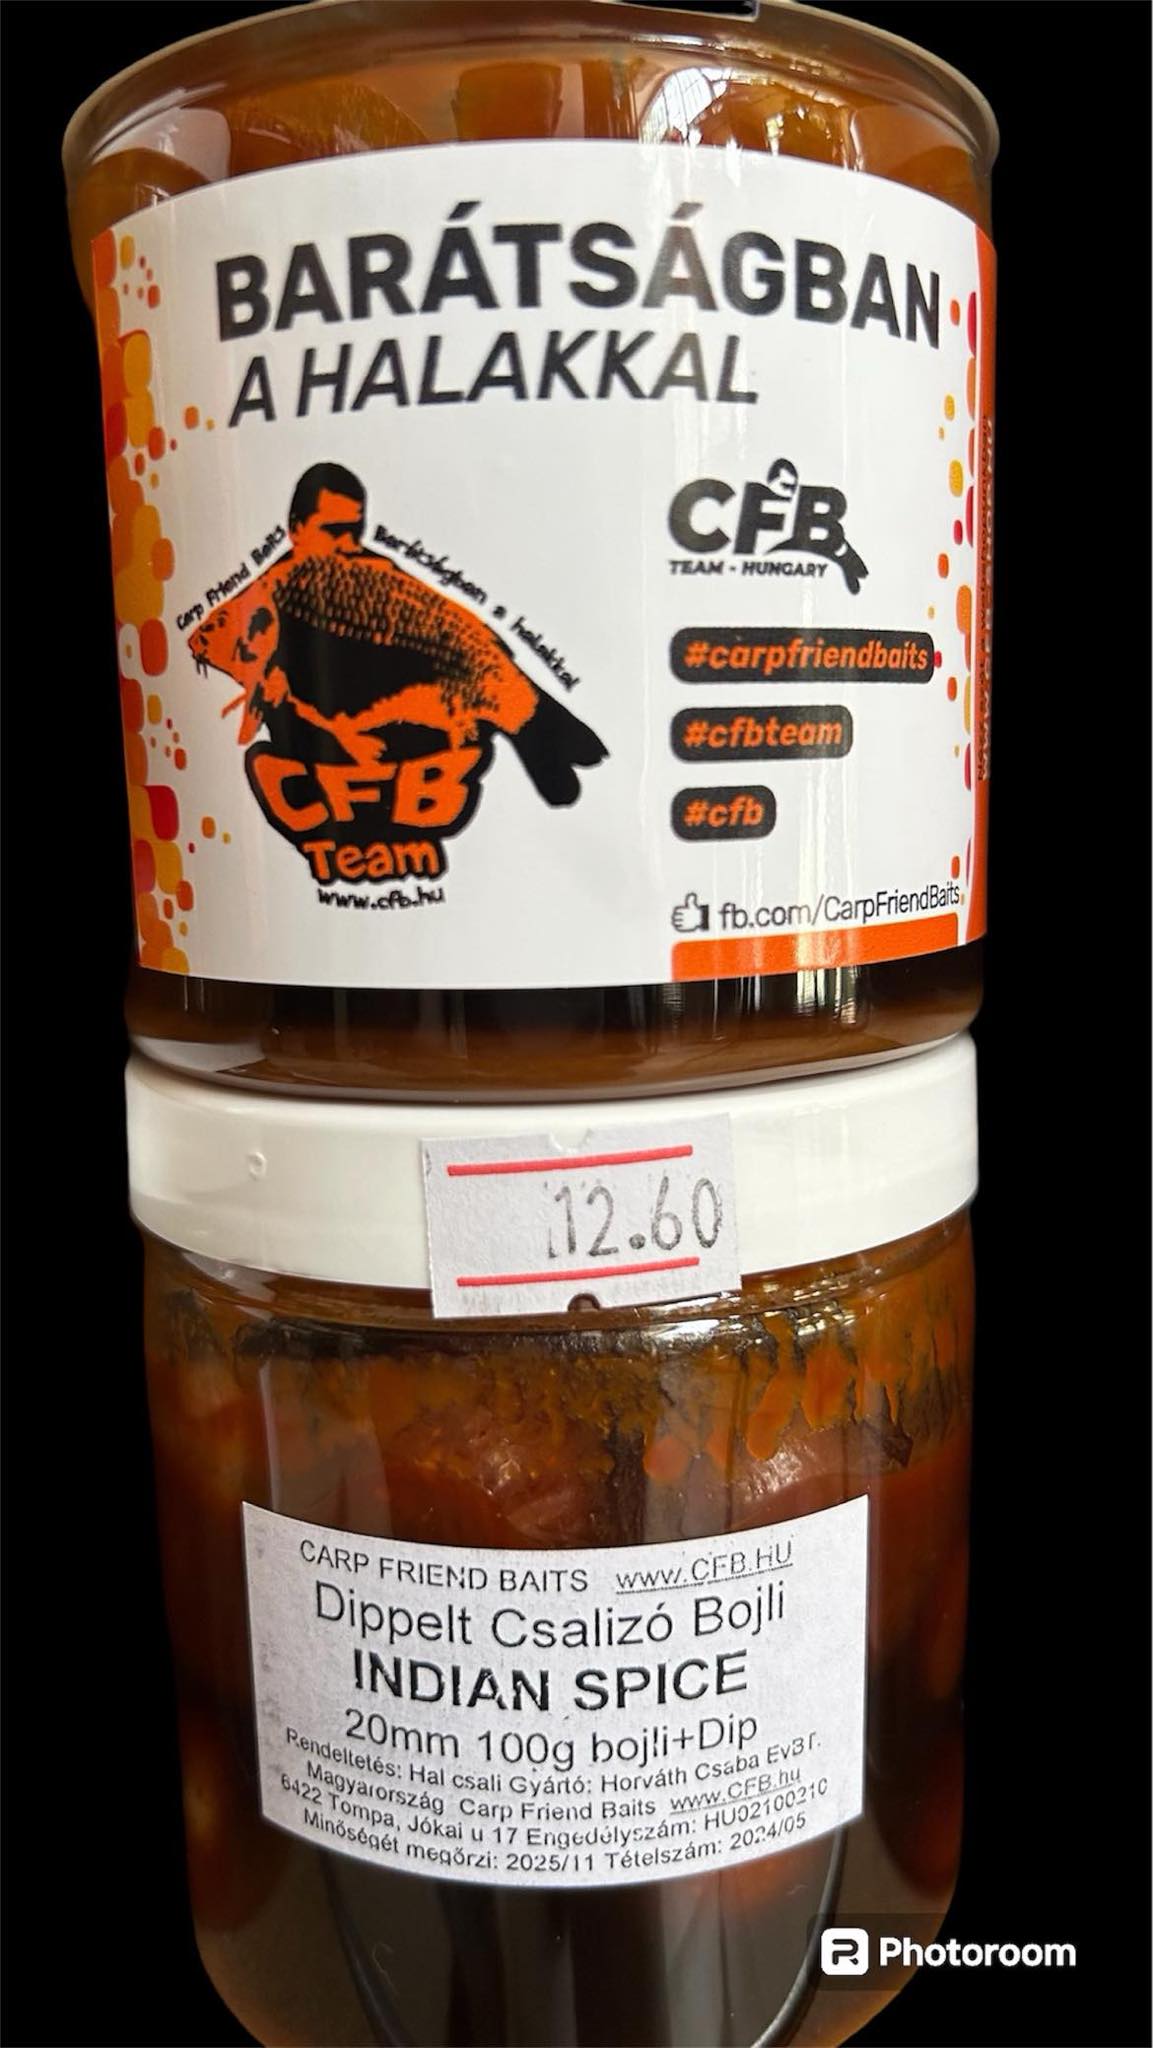 BARÁTSÁGBAN
A HALAKKAL
Carp Friend Baits
Barátságban a halakkal
CFB
Team
www.cfb.hu
CFB
TEAM - HUNGARY
#carpfriendbaits
#cfbteam
#cfb
fb.com/CarpFriendBaits
12.60
CARP FRIEND BAITS www.CFB.HU
Dippelt Csalizó Bojli
INDIAN SPICE
20mm 100g bojli+Dip
Rendeltetés: Hal csali Gyártó: Horváth Csaba EvBT.
Magyarország Carp Friend Baits www.CFB.hu
6422 Tompa, Jókai u 17 Engedélyszám: HU02100210
Minőségét megőrzi: 2025/11 Tételszám: 2024/05
Photoroom